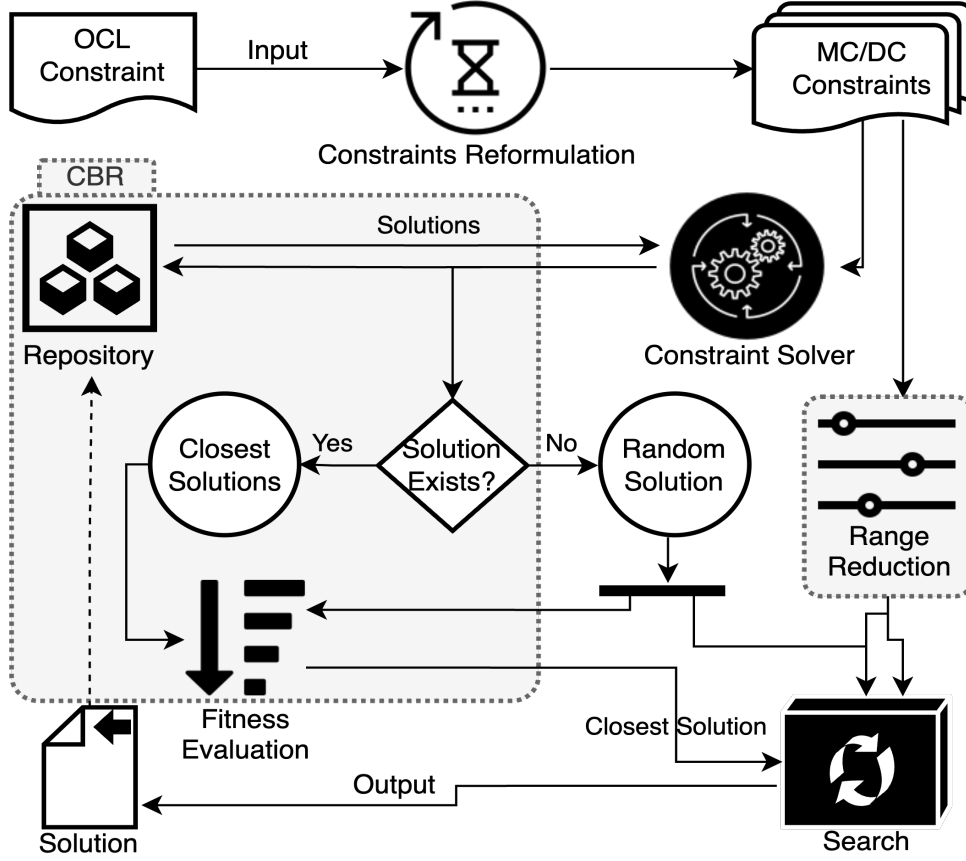 OCL
Constraint
Input
MC/DC
Constraints
Constraints Reformulation
CBR
Solutions
Repository
Constraint Solver
Closest
Solutions
Yes
Solution
Exists?
No
Random
Solution
Range
Reduction
Fitness
Evaluation
Closest Solution
Output
Solution
Search